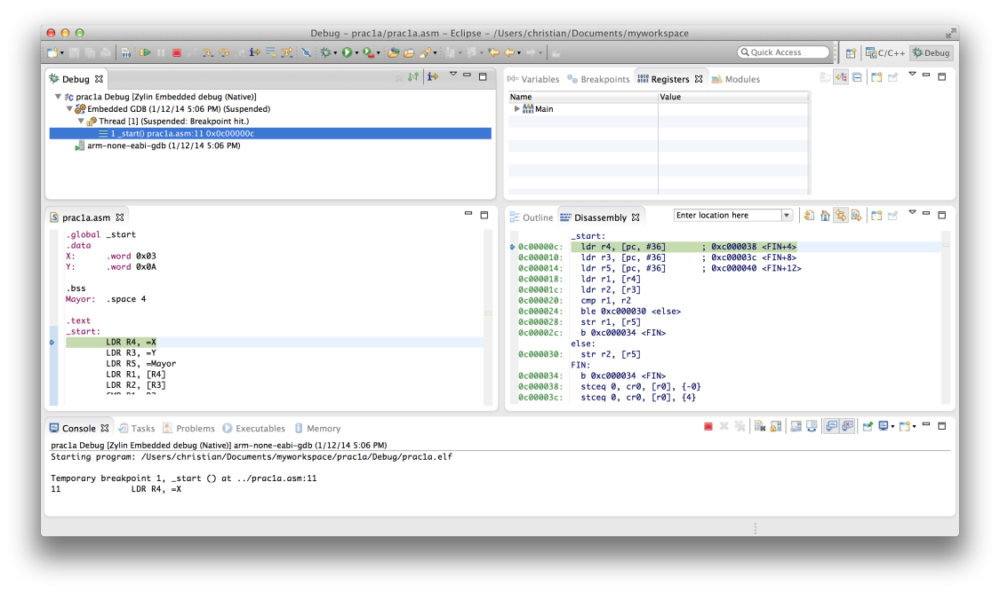 Debug - prac1a/prac1a.asm - Eclipse - /Users/christian/Documents/myworkspace
Quick Access
C/C++
Debug
Debug
prac1a Debug [Zylin Embedded debug (Native)]
Embedded GDB (1/12/14 5:06 PM) (Suspended)
Thread [1] (Suspended: Breakpoint hit.)
1 _start() prac1a.asm:11 0x0c00000c
arm-none-eabi-gdb (1/12/14 5:06 PM)
(x)= Variables
Breakpoints
Registers
Modules
Name Value
Main
prac1a.asm
.global _start
.data
X: .word 0x03
Y: .word 0x0A
.bss
Mayor: .space 4
.text
_start:
LDR R4, =X
LDR R3, =Y
LDR R5, =Mayor
LDR R1, [R4]
LDR R2, [R3]
CMP R1, R2
Outline
Disassembly
Enter location here
_start:
0c00000c: ldr r4, [pc, #36] ; 0xc000038 <FIN+4>
0c000010: ldr r3, [pc, #36] ; 0xc00003c <FIN+8>
0c000014: ldr r5, [pc, #36] ; 0xc000040 <FIN+12>
0c000018: ldr r1, [r4]
0c00001c: ldr r2, [r3]
0c000020: cmp r1, r2
0c000024: ble 0xc000030 <else>
0c000028: str r1, [r5]
0c00002c: b 0xc000034 <FIN>
else:
0c000030: str r2, [r5]
FIN:
0c000034: b 0xc000034 <FIN>
0c000038: stceq 0, cr0, [r0], {-0}
0c00003c: stceq 0, cr0, [r0], {4}
Console
Tasks
Problems
Executables
Memory
prac1a Debug [Zylin Embedded debug (Native)] arm-none-eabi-gdb (1/12/14 5:06 PM)
Starting program: /Users/christian/Documents/myworkspace/prac1a/Debug/prac1a.elf
Temporary breakpoint 1, _start () at ../prac1a.asm:11
11 LDR R4, =X